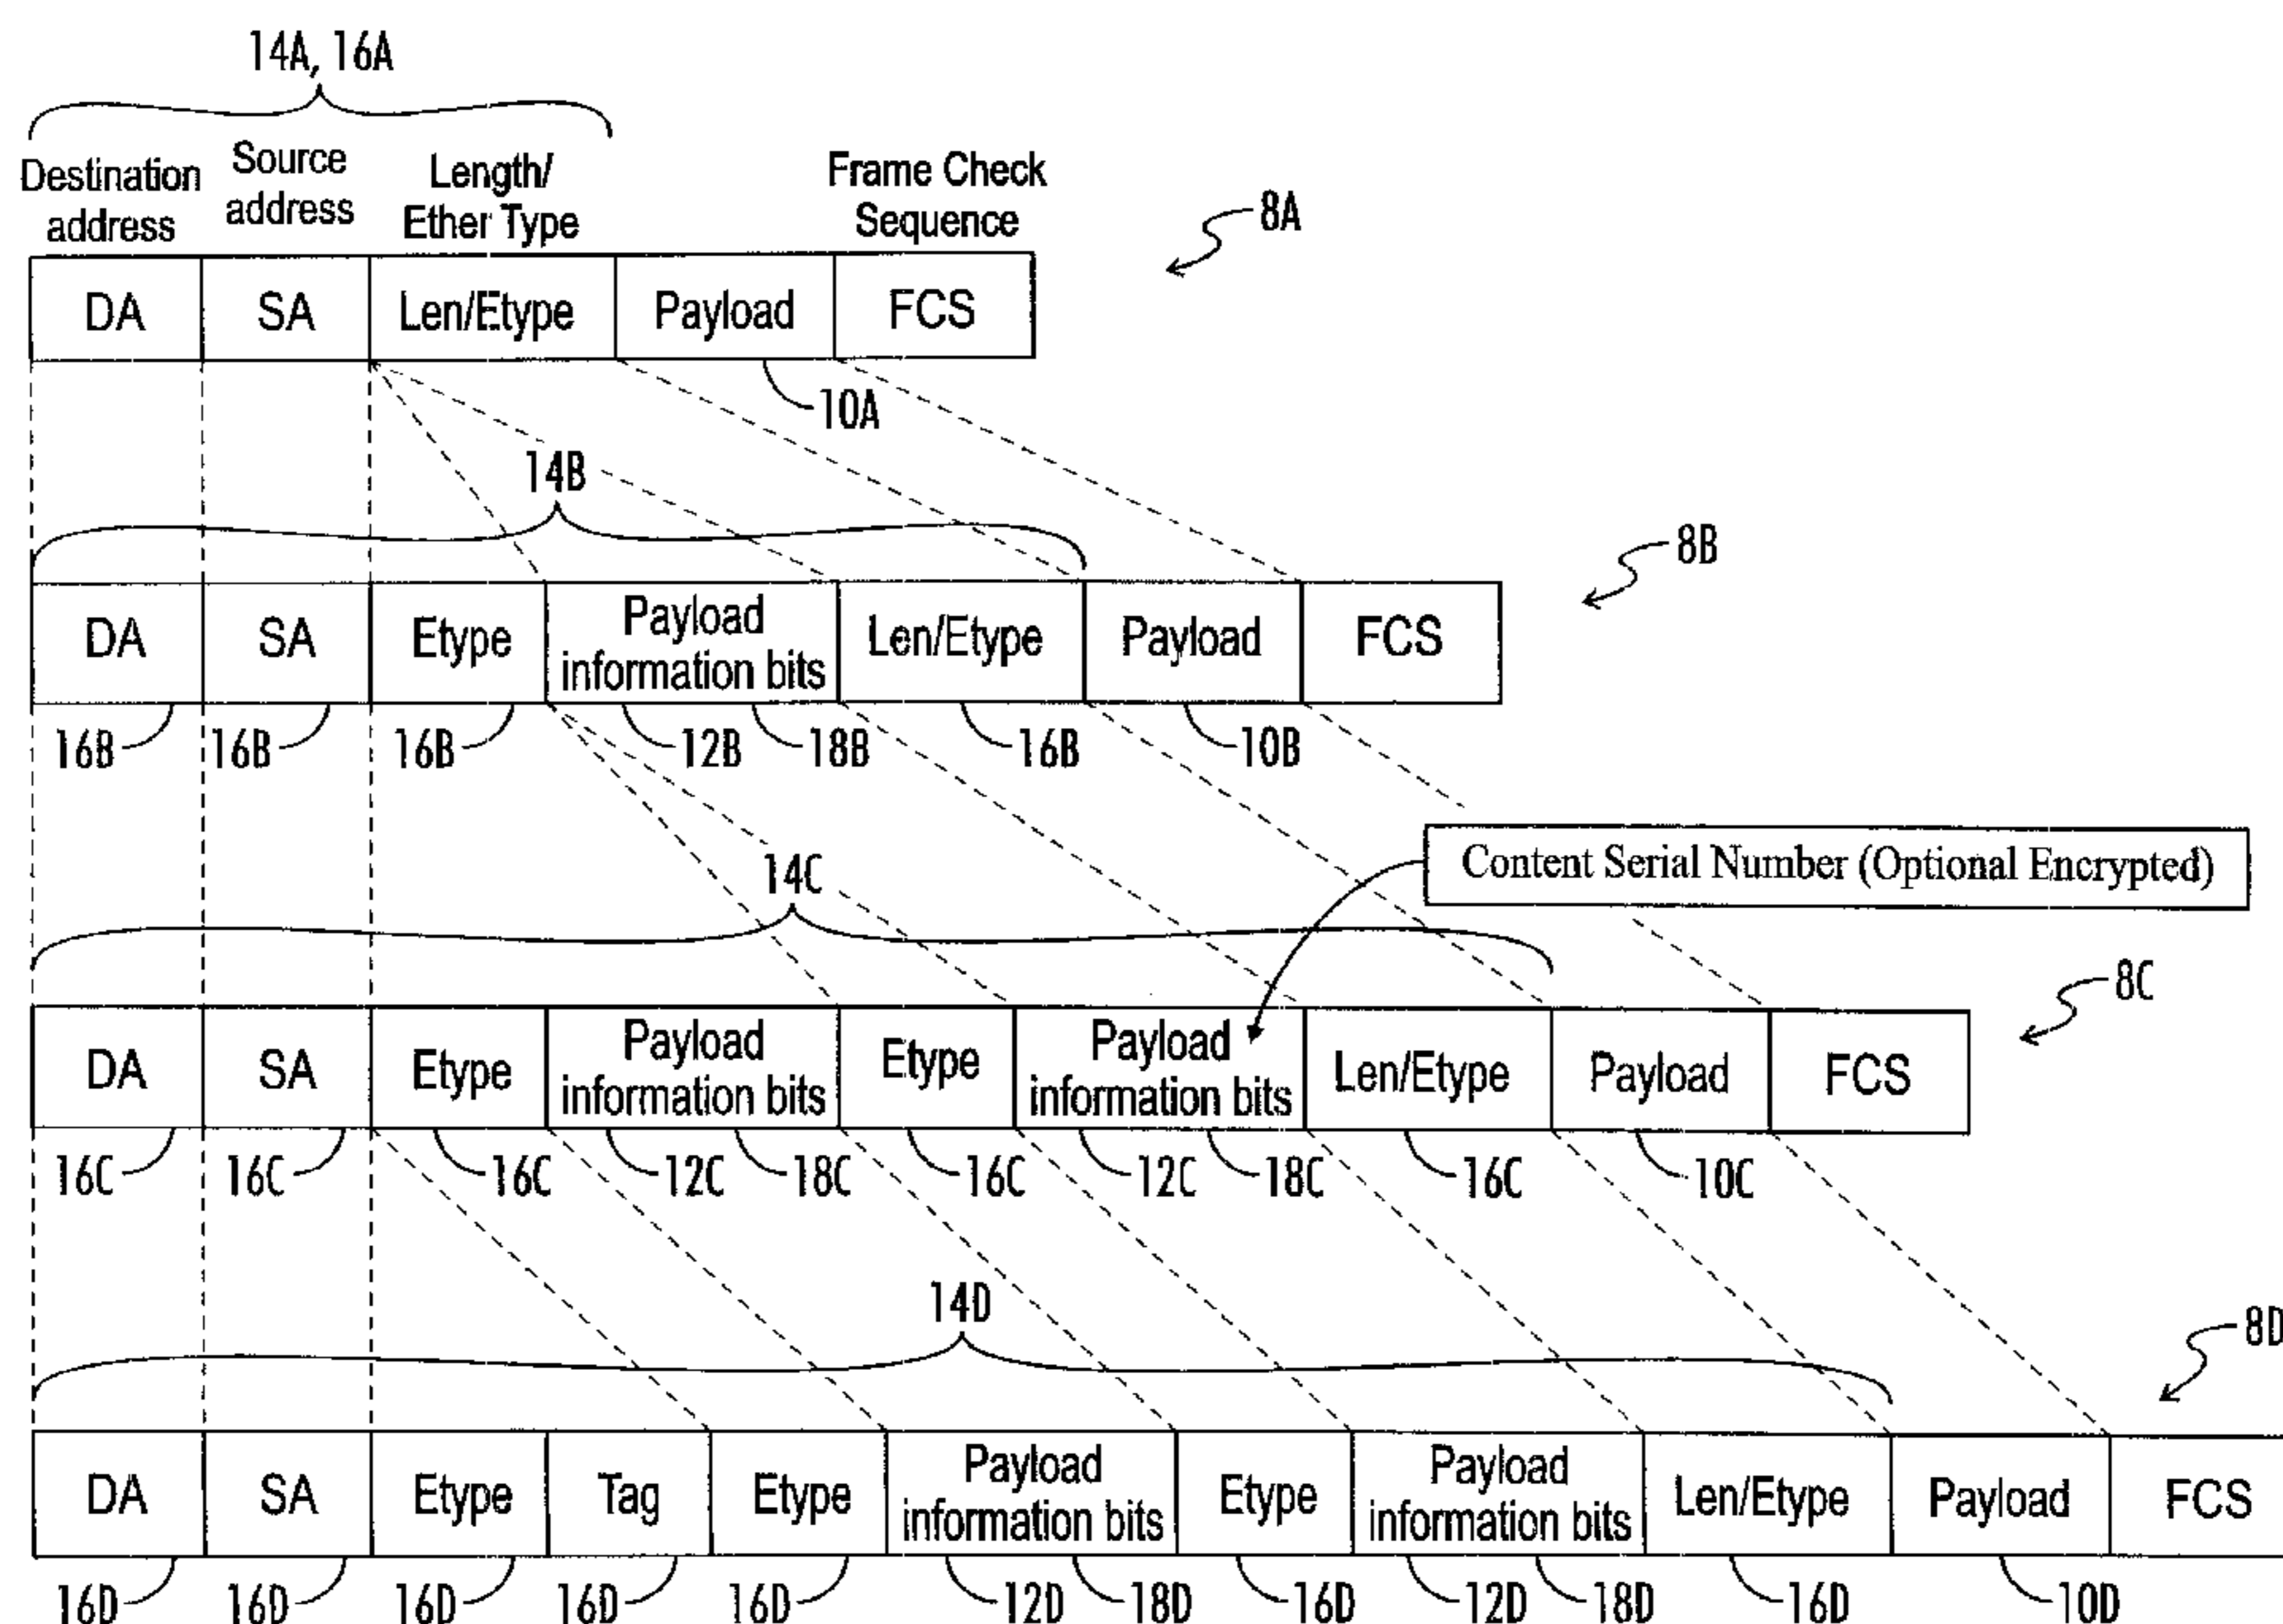 14A, 16A
Destination address
Source address
Length/ Ether Type
Frame Check Sequence
8A
DA SA Len/Etype Payload FCS
10A
14B
8B
DA SA Etype Payload information bits Len/Etype Payload FCS
16B 16B 16B 12B 18B 16B 10B
Content Serial Number (Optional Encrypted)
14C
8C
DA SA Etype Payload information bits Etype Payload information bits Len/Etype Payload FCS
16C 16C 16C 12C 18C 16C 12C 18C 16C 10C
14D
8D
DA SA Etype Tag Etype Payload information bits Etype Payload information bits Len/Etype Payload FCS
16D 16D 16D 16D 16D 12D 18D 16D 12D 18D 16D 10D